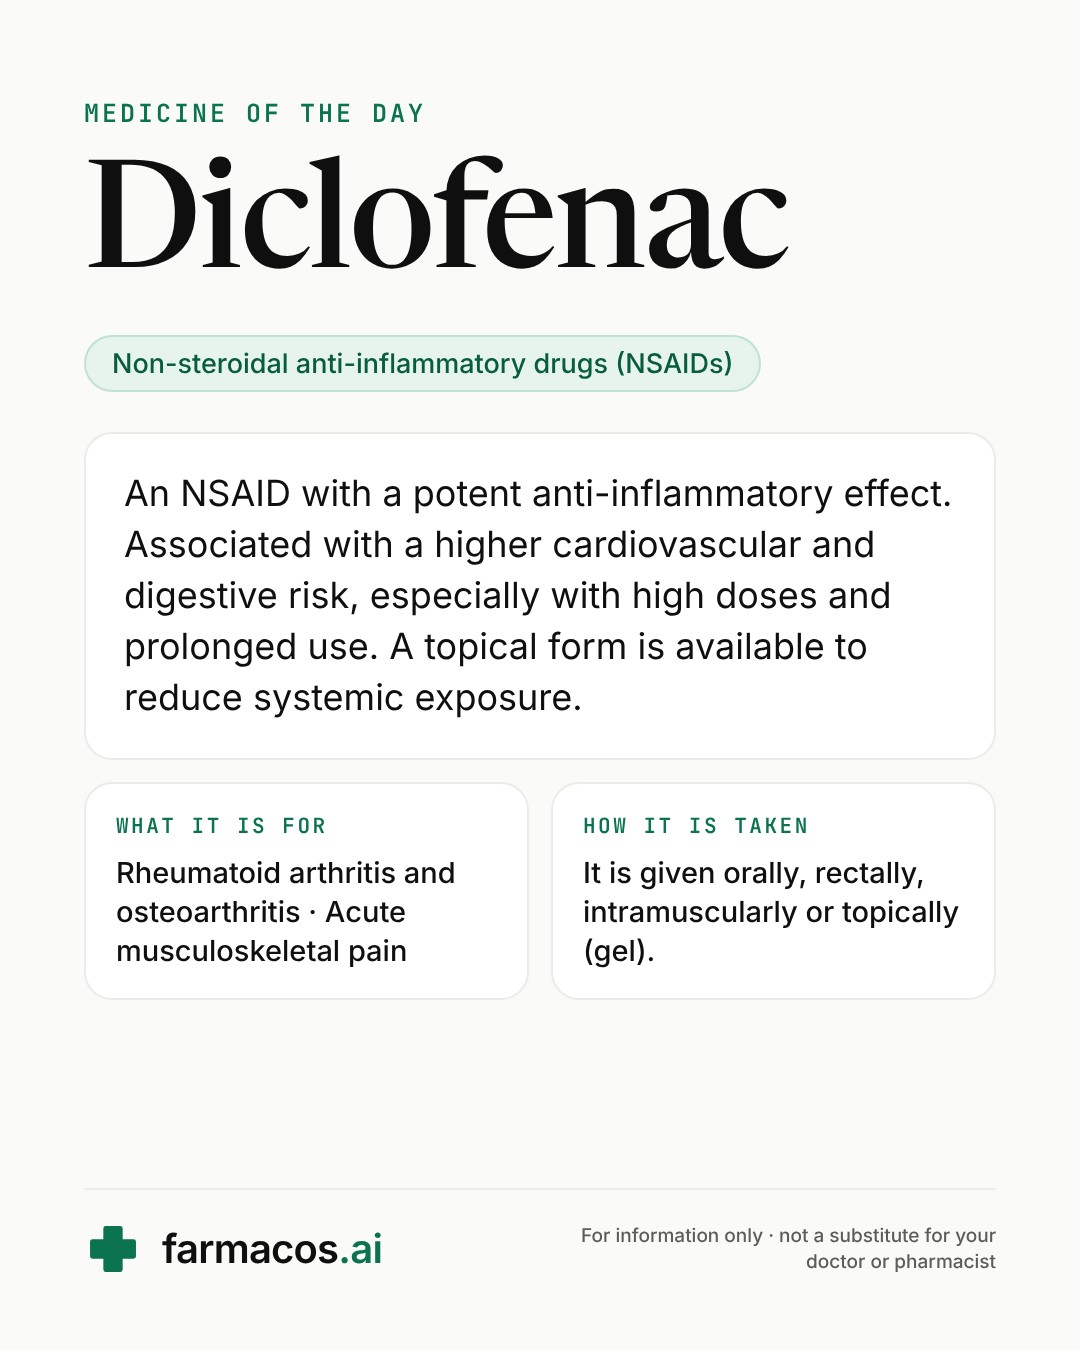 MEDICINE OF THE DAY
Diclofenac
Non-steroidal anti-inflammatory drugs (NSAIDs)
An NSAID with a potent anti-inflammatory effect.
Associated with a higher cardiovascular and
digestive risk, especially with high doses and
prolonged use. A topical form is available to
reduce systemic exposure.
WHAT IT IS FOR
Rheumatoid arthritis and
osteoarthritis · Acute
musculoskeletal pain
HOW IT IS TAKEN
It is given orally, rectally,
intramuscularly or topically
(gel).
farmacos.ai
For information only · not a substitute for your
doctor or pharmacist